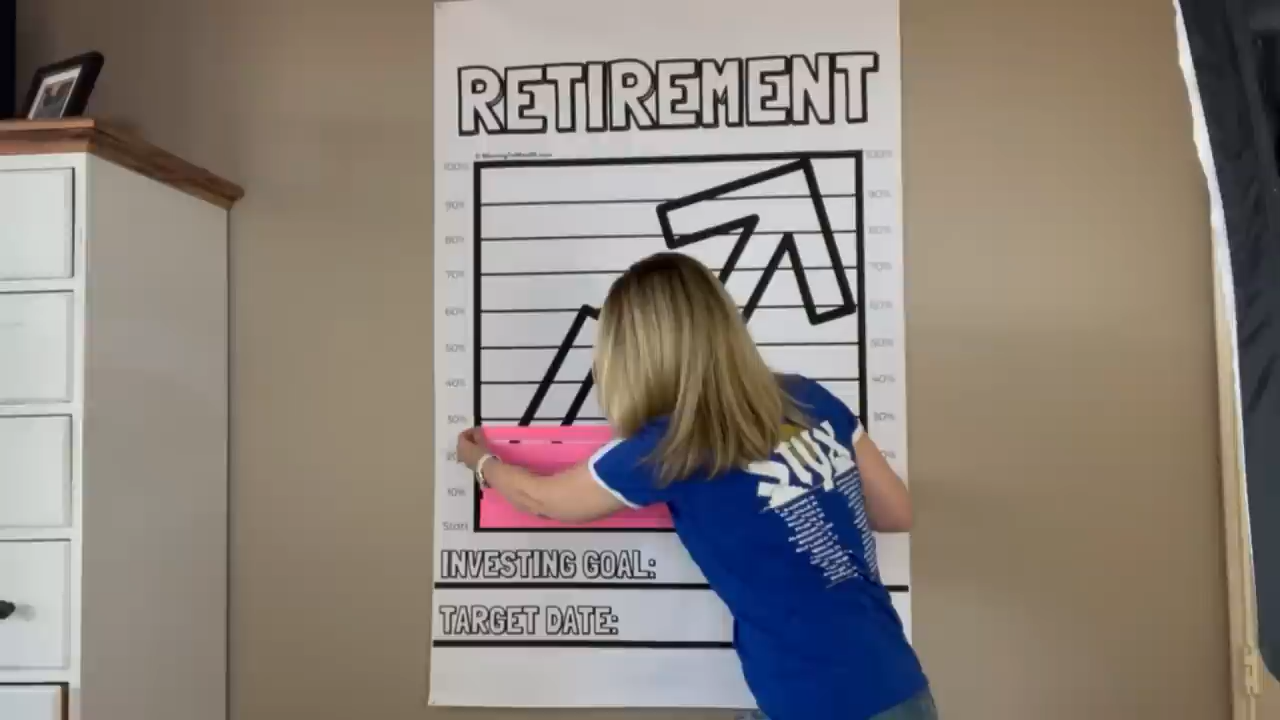 RETIREMENT
100% 100%
90% 90%
80% 80%
70% 70%
60% 60%
50% 50%
40% 40%
30% 30%
10%
Start
INVESTING GOAL:
TARGET DATE:
STYX